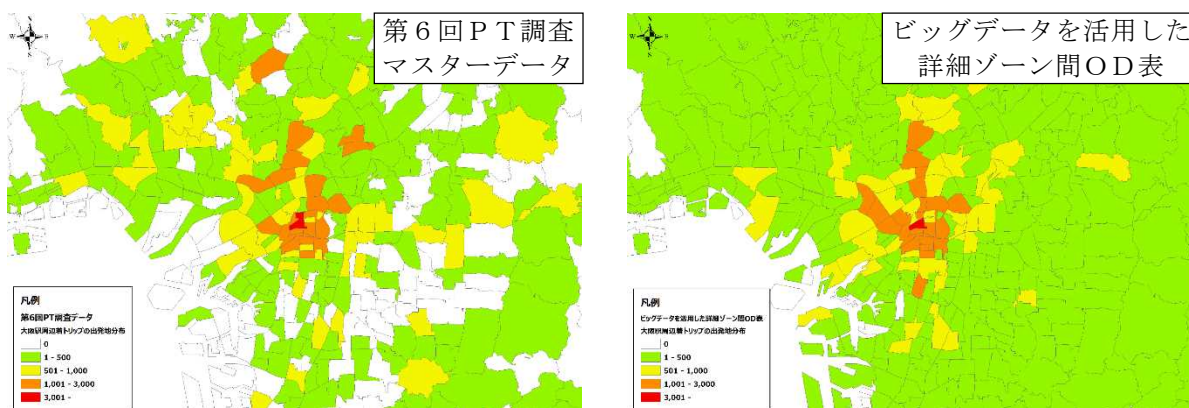 第6回PT調査
マスターデータ
凡例
第6回PT調査データ
大阪駅周辺着トリップの出発地分布
0
1 - 500
501 - 1,000
1,001 - 3,000
3,001 -
ビッグデータを活用した
詳細ゾーン間OD表
凡例
ビッグデータを活用した詳細ゾーン間OD表
大阪駅周辺着トリップの出発地分布
0
1 - 500
501 - 1,000
1,001 - 3,000
3,001 -